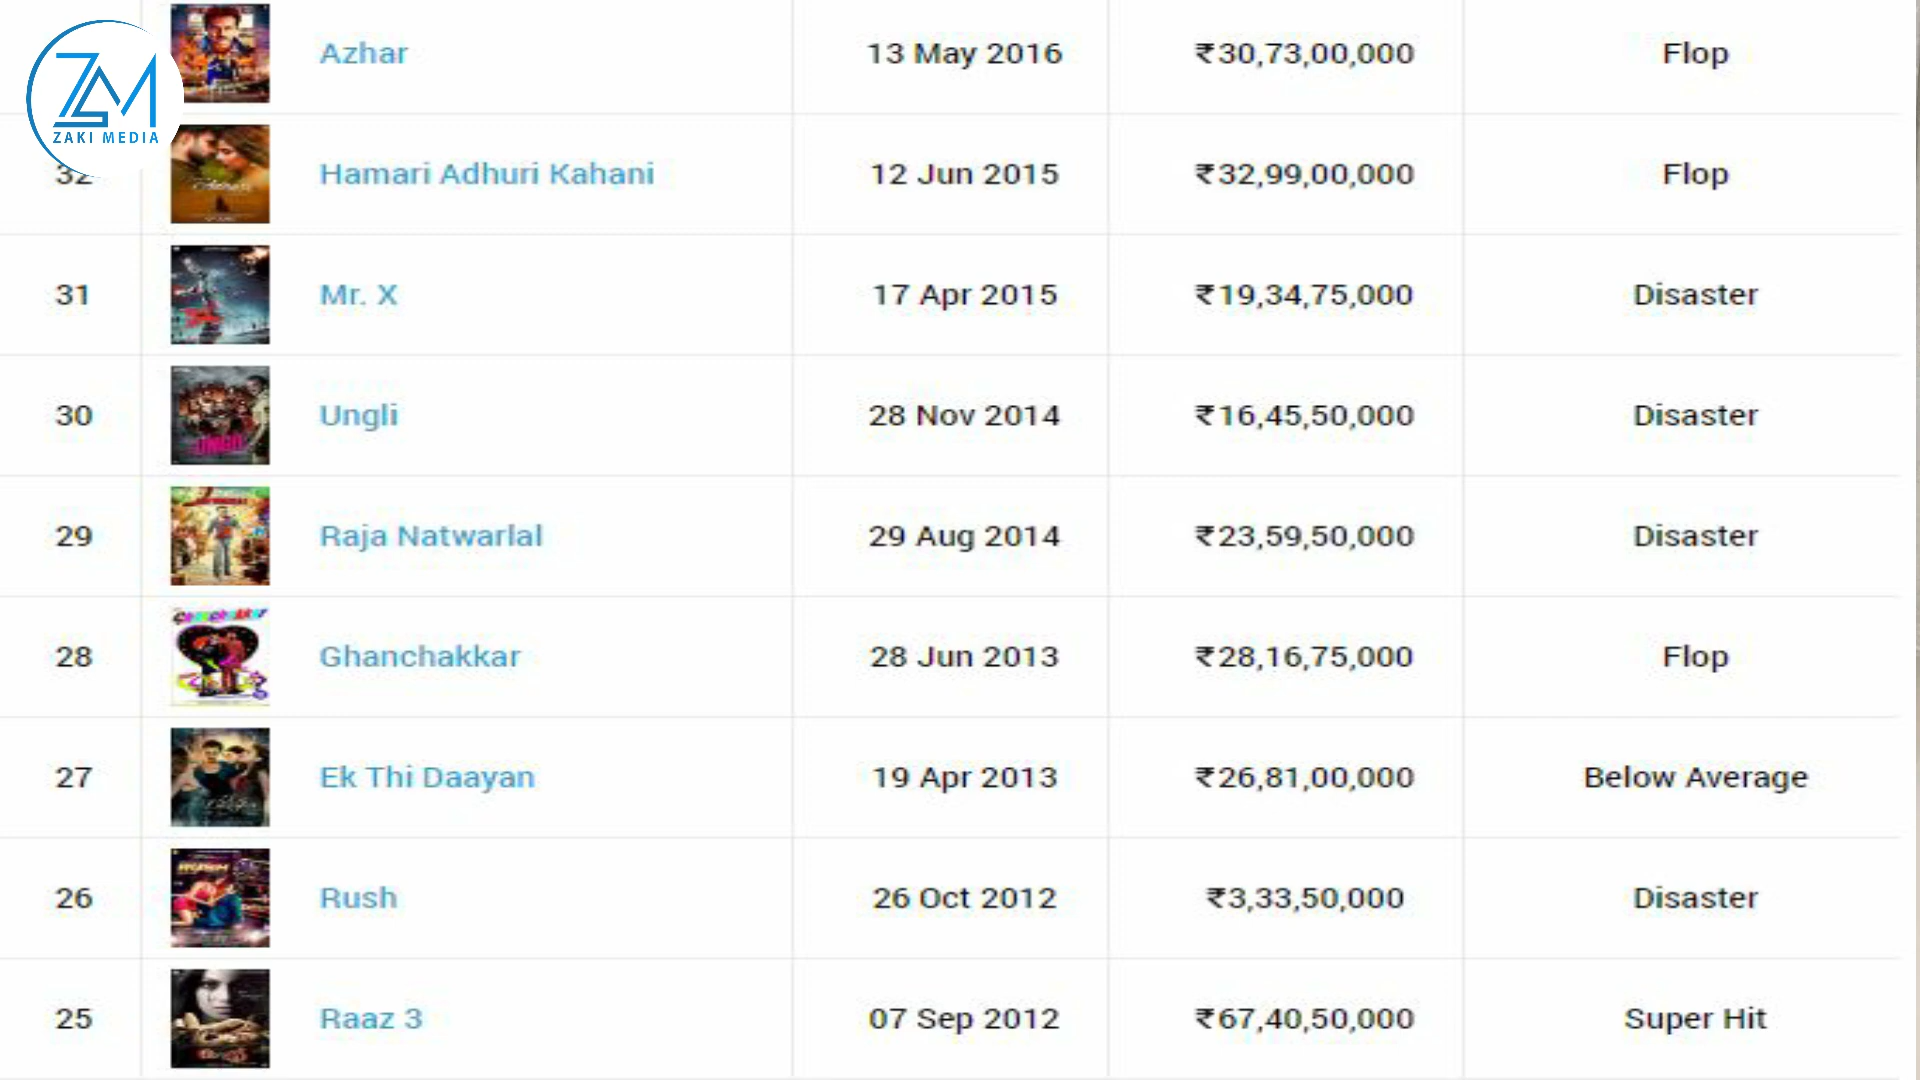 Azhar 13 May 2016 ₹30,73,00,000 Flop
ZM
ZAKI MEDIA
32 Hamari Adhuri Kahani 12 Jun 2015 ₹32,99,00,000 Flop
31 Mr. X 17 Apr 2015 ₹19,34,75,000 Disaster
30 Ungli 28 Nov 2014 ₹16,45,50,000 Disaster
29 Raja Natwarlal 29 Aug 2014 ₹23,59,50,000 Disaster
28 Ghanchakkar 28 Jun 2013 ₹28,16,75,000 Flop
27 Ek Thi Daayan 19 Apr 2013 ₹26,81,00,000 Below Average
26 Rush 26 Oct 2012 ₹3,33,50,000 Disaster
25 Raaz 3 07 Sep 2012 ₹67,40,50,000 Super Hit